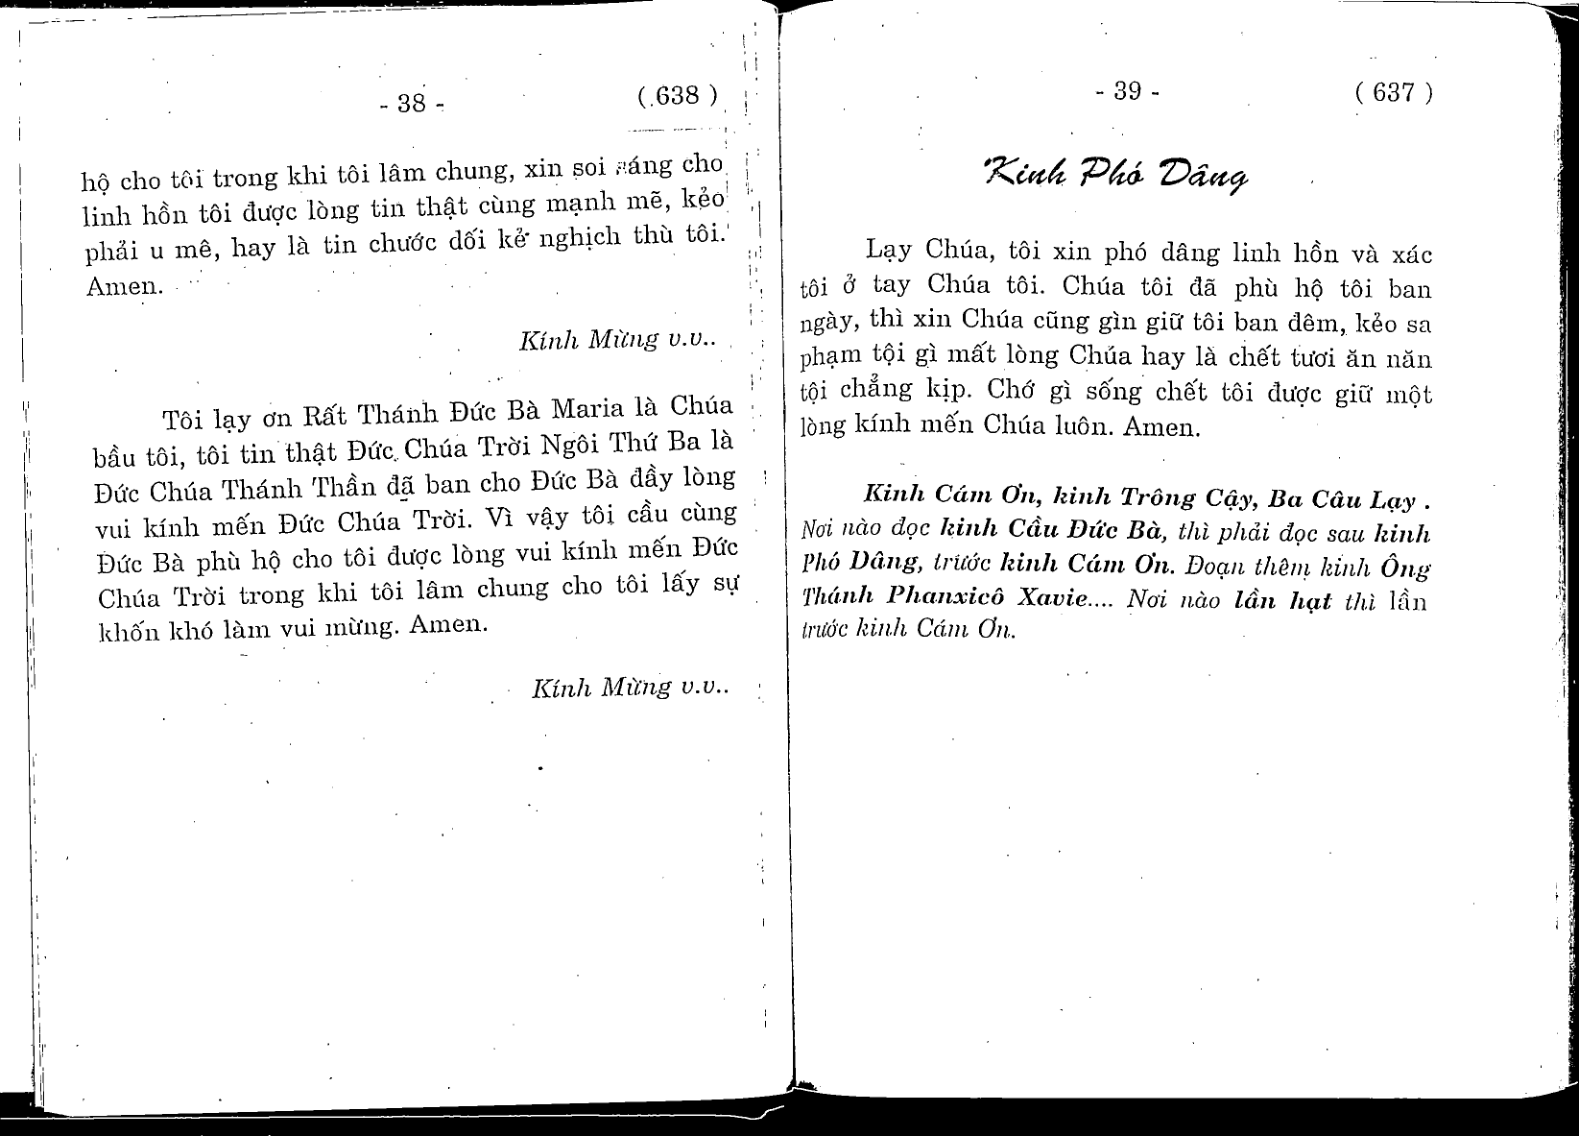 - 38 -
( 638 )
hộ cho tôi trong khi tôi lâm chung, xin soi sáng cho
linh hồn tôi được lòng tin thật cùng mạnh mẽ, kẻo
phải u mê, hay là tin chước dối kẻ nghịch thù tôi.
Amen.
Kính Mừng v.v..
Tôi lạy ơn Rất Thánh Đức Bà Maria là Chúa
bầu tôi, tôi tin thật Đức Chúa Trời Ngôi Thứ Ba là
Đức Chúa Thánh Thần đã ban cho Đức Bà đầy lòng
vui kính mến Đức Chúa Trời. Vì vậy tôi cầu cùng
Đức Bà phù hộ cho tôi được lòng vui kính mến Đức
Chúa Trời trong khi tôi lâm chung cho tôi lấy sự
khốn khó làm vui mừng. Amen.
Kính Mừng v.v..
- 39 -
( 637 )
Kinh Phó Dâng
Lạy Chúa, tôi xin phó dâng linh hồn và xác
tôi ở tay Chúa tôi. Chúa tôi đã phù hộ tôi ban
ngày, thì xin Chúa cũng gìn giữ tôi ban đêm, kẻo sa
phạm tội gì mất lòng Chúa hay là chết tươi ăn năn
tội chẳng kịp. Chớ gì sống chết tôi được giữ một
lòng kính mến Chúa luôn. Amen.
Kinh Cám Ơn, kinh Trông Cậy, Ba Câu Lạy .
Nơi nào đọc kinh Cầu Đức Bà, thì phải đọc sau kinh
Phó Dâng, trước kinh Cám Ơn. Đoạn thêm kinh Ông
Thánh Phanxicô Xavie.... Nơi nào lần hạt thì lần
trước kinh Cám Ơn.